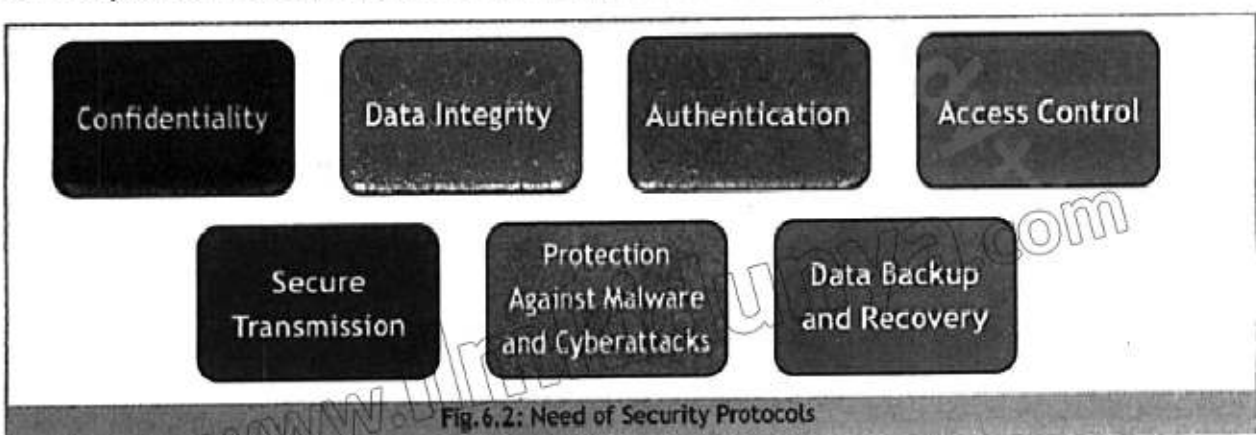 Confidentiality
Data Integrity
Authentication
Access Control
Secure
Transmission
Protection
Against Malware
and Cyberattacks
Data Backup
and Recovery
Fig.6.2: Need of Security Protocols